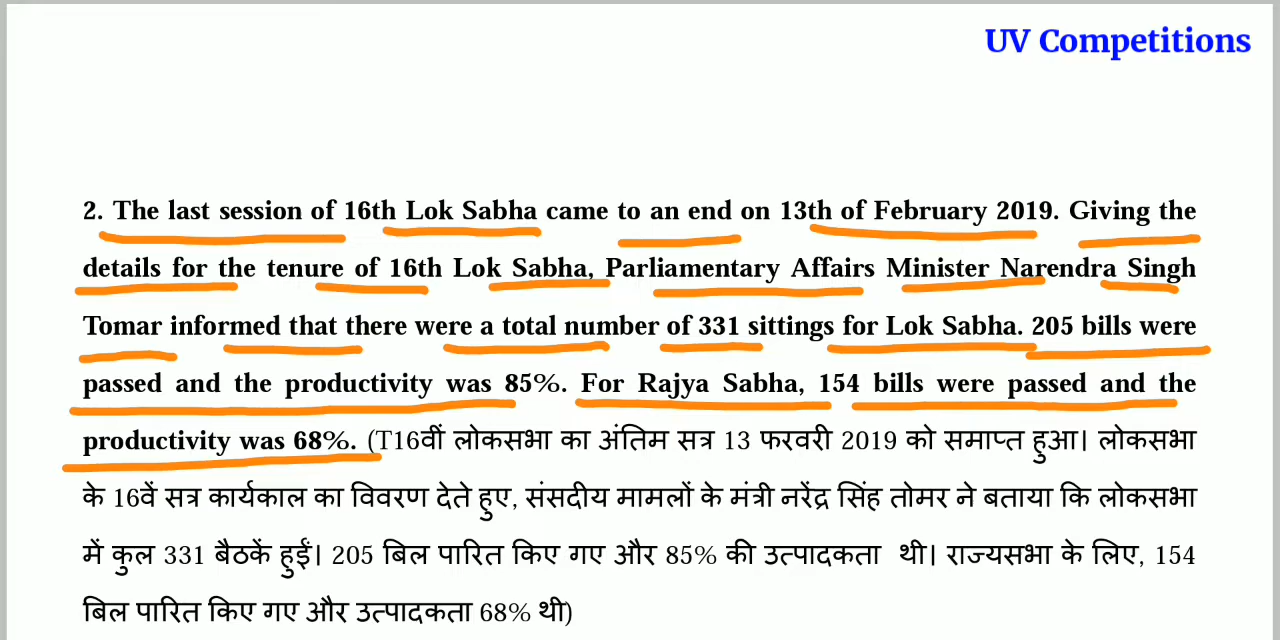 UV Competitions
2. The last session of 16th Lok Sabha came to an end on 13th of February 2019. Giving the
details for the tenure of 16th Lok Sabha, Parliamentary Affairs Minister Narendra Singh
Tomar informed that there were a total number of 331 sittings for Lok Sabha. 205 bills were
passed and the productivity was 85%. For Rajya Sabha, 154 bills were passed and the
productivity was 68%. (T16वीं लोकसभा का अंतिम सत्र 13 फरवरी 2019 को समाप्त हुआ। लोकसभा
के 16वें सत्र कार्यकाल का विवरण देते हुए, संसदीय मामलों के मंत्री नरेंद्र सिंह तोमर ने बताया कि लोकसभा
में कुल 331 बैठकें हुईं। 205 बिल पारित किए गए और 85% की उत्पादकता थी। राज्यसभा के लिए, 154
बिल पारित किए गए और उत्पादकता 68% थी)